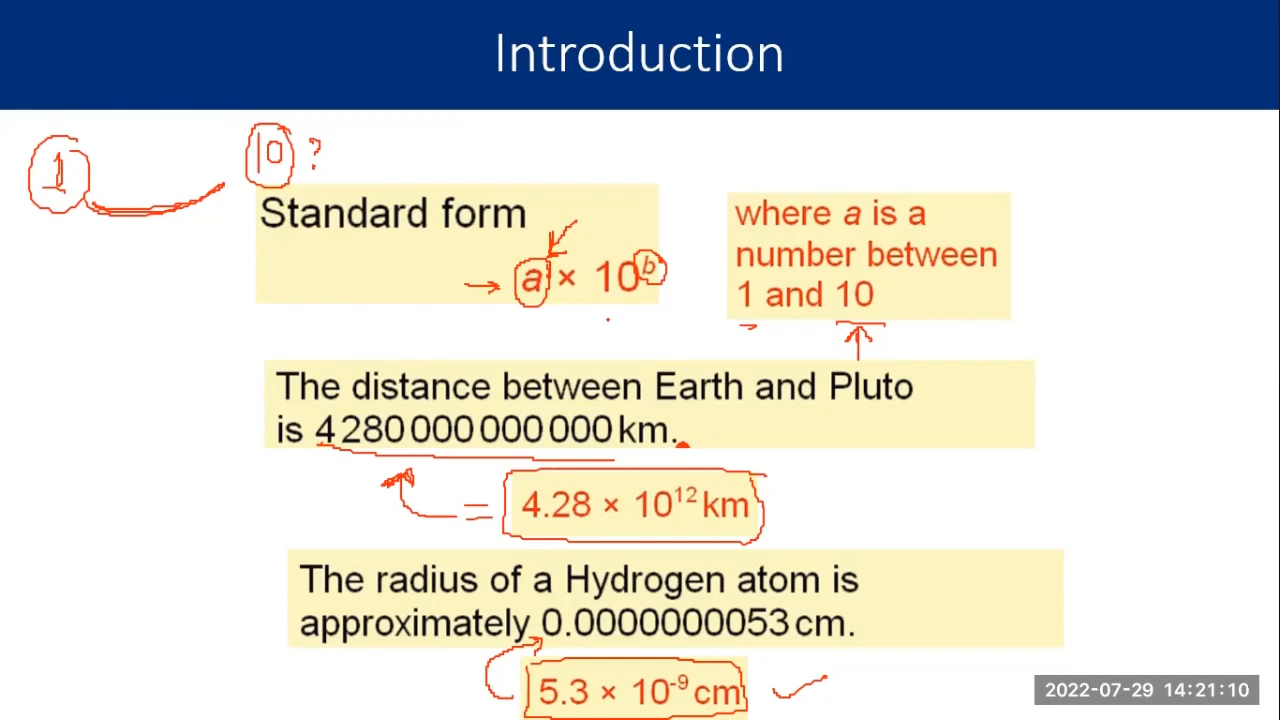 Introduction
1 10 ?
Standard form
a × 10ᵇ
where a is a
number between
1 and 10
The distance between Earth and Pluto
is 4 280 000 000 000 km.
= 4.28 × 10¹² km
The radius of a Hydrogen atom is
approximately 0.0000000053 cm.
5.3 × 10⁻⁹ cm
2022-07-29 14:21:10